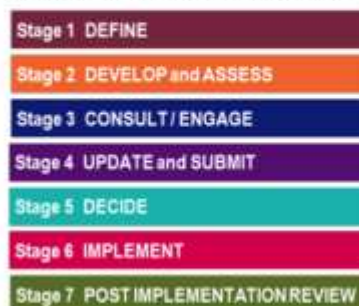 Stage 1 DEFINE
Stage 2 DEVELOP and ASSESS
Stage 3 CONSULT / ENGAGE
Stage 4 UPDATE and SUBMIT
Stage 5 DECIDE
Stage 6 IMPLEMENT
Stage 7 POST IMPLEMENTATION REVIEW